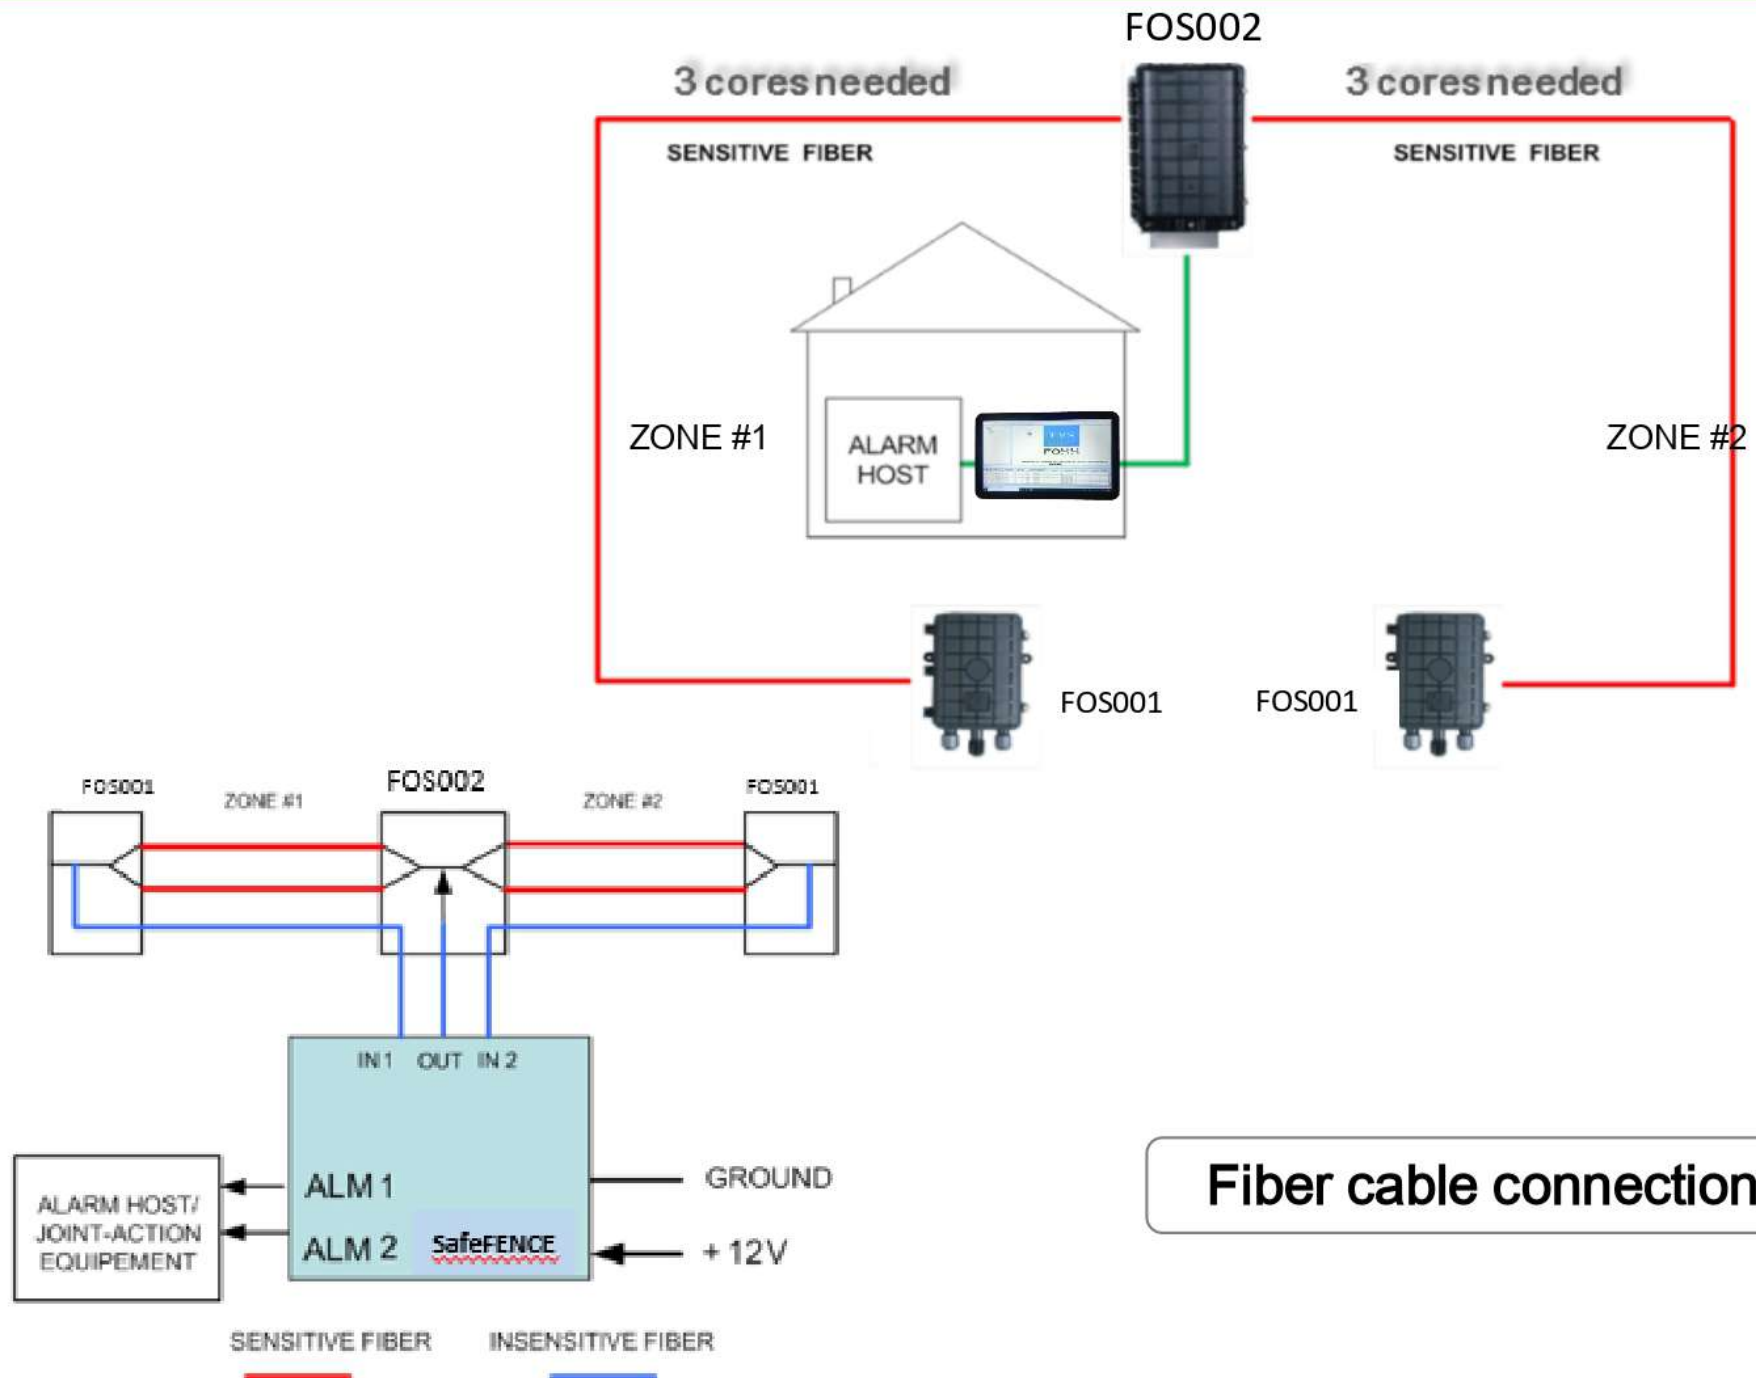 FOS002
3 cores needed
3 cores needed
SENSITIVE FIBER
SENSITIVE FIBER
ZONE #1
ALARM
HOST
ZONE #2
FOS001
FOS001
FOS001
ZONE #1
FOS002
ZONE #2
FOS001
IN 1 OUT IN 2
ALM 1
GROUND
ALARM HOST/
JOINT-ACTION
EQUIPEMENT
ALM 2
SafeFENCE
+ 12V
Fiber cable connection
SENSITIVE FIBER
INSENSITIVE FIBER